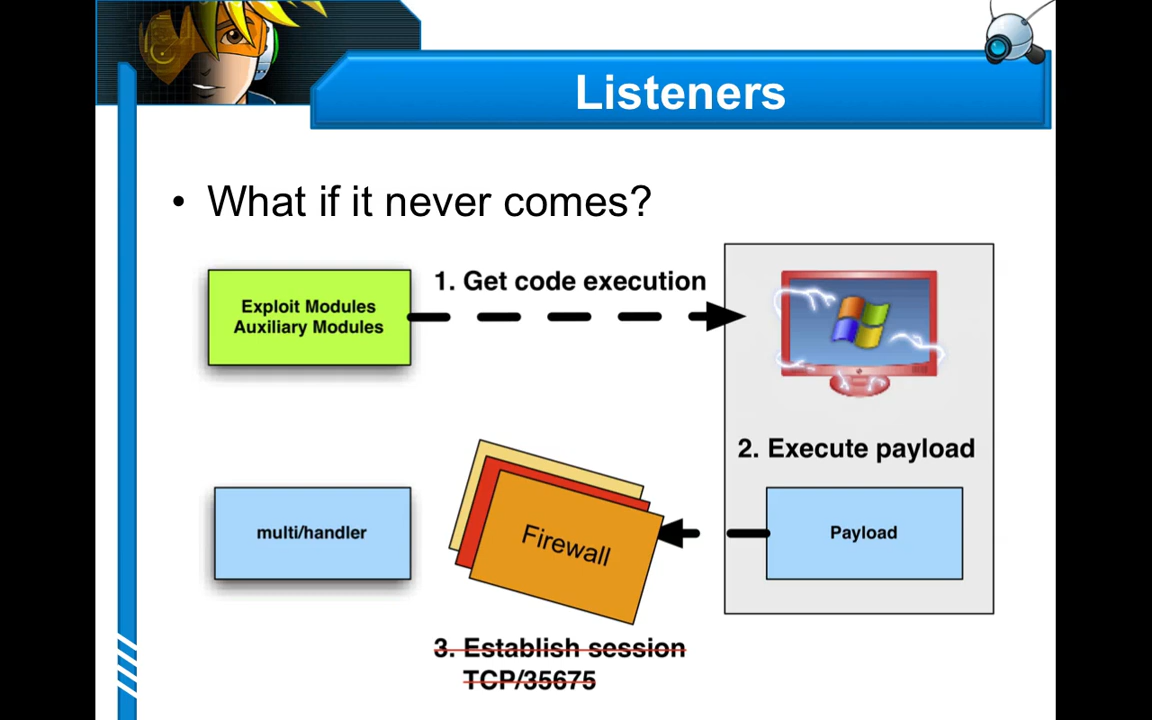 Listeners
• What if it never comes?
1. Get code execution
Exploit Modules
Auxiliary Modules
2. Execute payload
multi/handler
Firewall
Payload
3. Establish session
TCP/35675